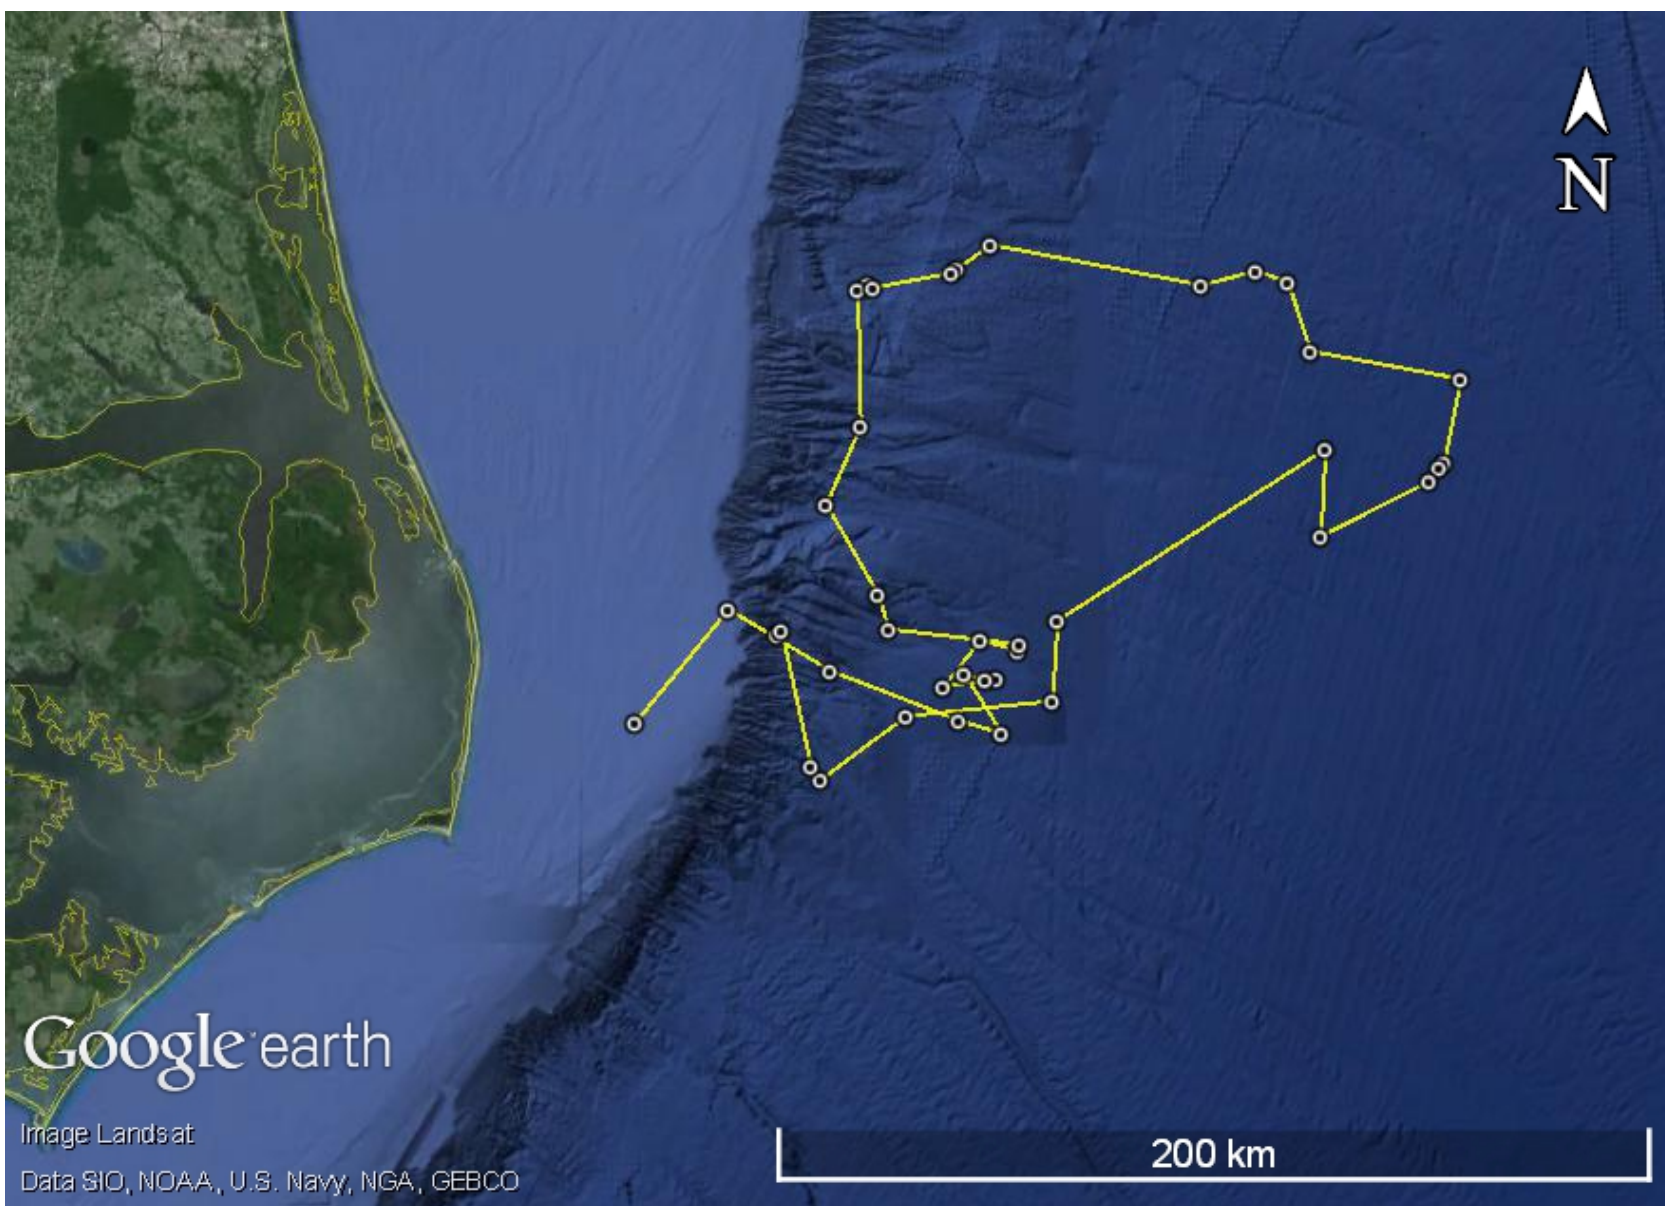 N
Google earth
Image Landsat
Data SIO, NOAA, U.S. Navy, NGA, GEBCO
200 km